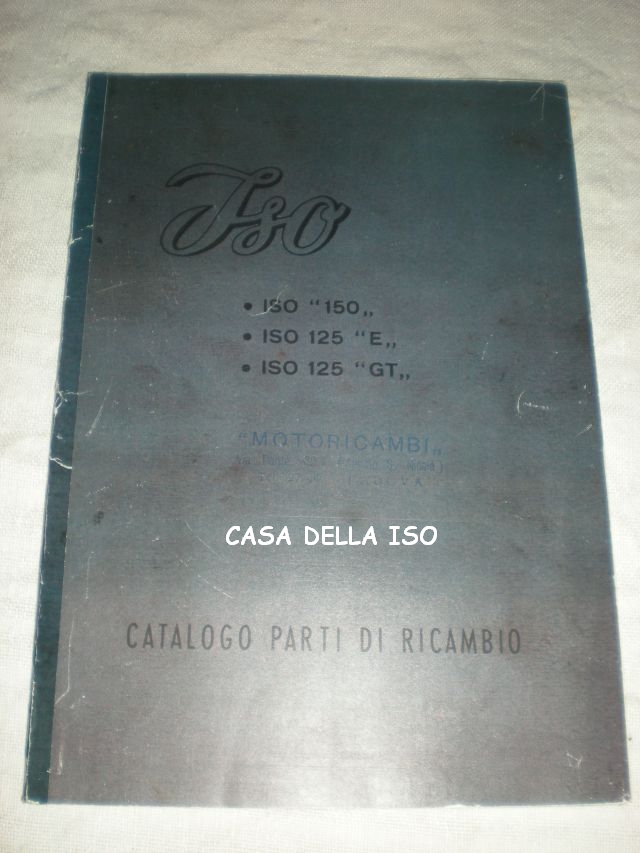 Iso
• ISO “150„
• ISO 125 “E„
• ISO 125 “GT„
“MOTORICAMBI„
CASA DELLA ISO
CATALOGO PARTI DI RICAMBIO